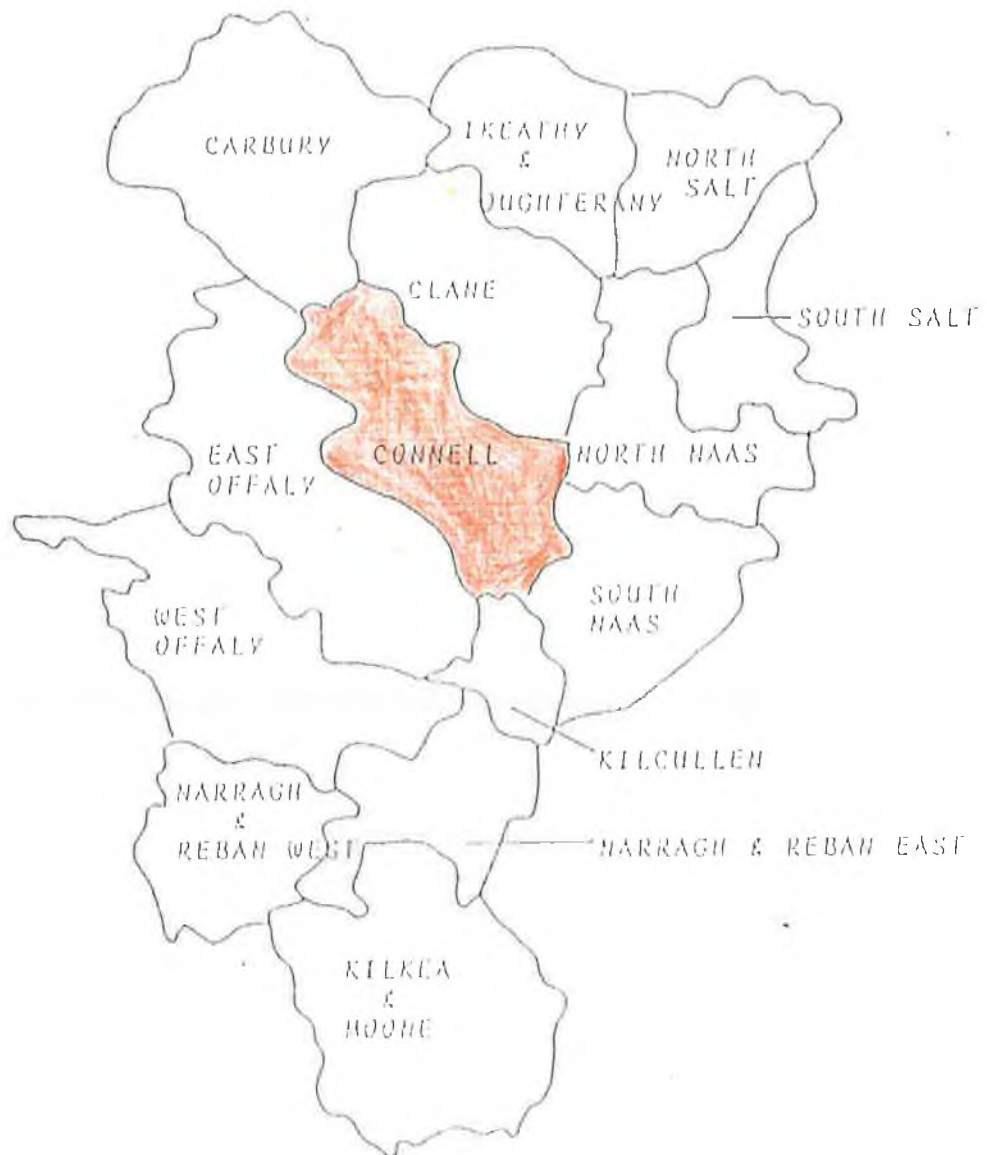 CARBURY
IKEATHY
&
OUGHTERANY
NORTH
SALT
CLANE
SOUTH SALT
EAST
OFFALY
CONNELL
NORTH NAAS
WEST
OFFALY
SOUTH
NAAS
KILCULLEN
NARRAGH
&
REBAN WEST
NARRAGH & REBAN EAST
KILKEA
&
MOONE